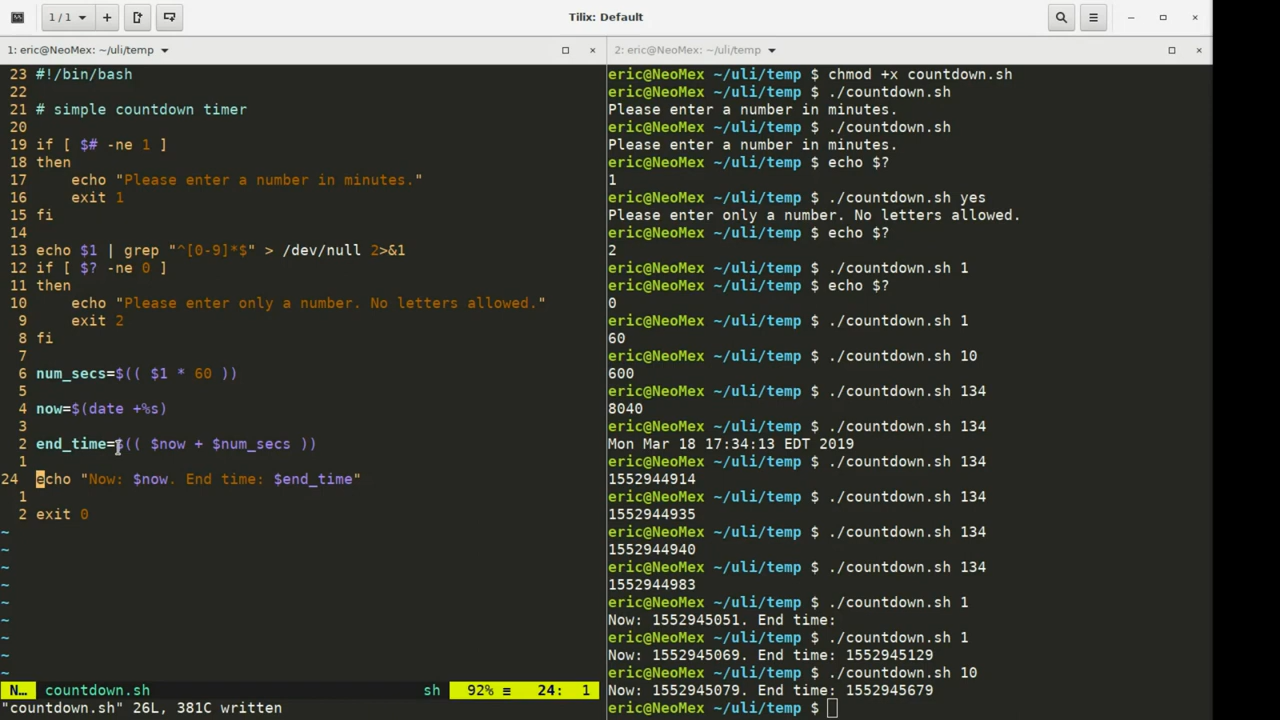 1 / 1
Tilix: Default
1: eric@NeoMex: ~/uli/temp
23 #!/bin/bash
22
21 # simple countdown timer
20
19 if [ $# -ne 1 ]
18 then
17     echo "Please enter a number in minutes."
16     exit 1
15 fi
14
13 echo $1 | grep "^[0-9]*$" > /dev/null 2>&1
12 if [ $? -ne 0 ]
11 then
10     echo "Please enter only a number. No letters allowed."
9     exit 2
8 fi
7
6 num_secs=$(( $1 * 60 ))
5
4 now=$(date +%s)
3
2 end_time=$(( $now + $num_secs ))
1
24 echo "Now: $now. End time: $end_time"
1
2 exit 0
~
~
~
~
~
~
~
~
~
N… countdown.sh sh 92% ≡ 24: 1
"countdown.sh" 26L, 381C written
2: eric@NeoMex: ~/uli/temp
eric@NeoMex ~/uli/temp $ chmod +x countdown.sh
eric@NeoMex ~/uli/temp $ ./countdown.sh
Please enter a number in minutes.
eric@NeoMex ~/uli/temp $ ./countdown.sh
Please enter a number in minutes.
eric@NeoMex ~/uli/temp $ echo $?
1
eric@NeoMex ~/uli/temp $ ./countdown.sh yes
Please enter only a number. No letters allowed.
eric@NeoMex ~/uli/temp $ echo $?
2
eric@NeoMex ~/uli/temp $ ./countdown.sh 1
eric@NeoMex ~/uli/temp $ echo $?
0
eric@NeoMex ~/uli/temp $ ./countdown.sh 1
60
eric@NeoMex ~/uli/temp $ ./countdown.sh 10
600
eric@NeoMex ~/uli/temp $ ./countdown.sh 134
8040
eric@NeoMex ~/uli/temp $ ./countdown.sh 134
Mon Mar 18 17:34:13 EDT 2019
eric@NeoMex ~/uli/temp $ ./countdown.sh 134
1552944914
eric@NeoMex ~/uli/temp $ ./countdown.sh 134
1552944935
eric@NeoMex ~/uli/temp $ ./countdown.sh 134
1552944940
eric@NeoMex ~/uli/temp $ ./countdown.sh 134
1552944983
eric@NeoMex ~/uli/temp $ ./countdown.sh 1
Now: 1552945051. End time:
eric@NeoMex ~/uli/temp $ ./countdown.sh 1
Now: 1552945069. End time: 1552945129
eric@NeoMex ~/uli/temp $ ./countdown.sh 10
Now: 1552945079. End time: 1552945679
eric@NeoMex ~/uli/temp $